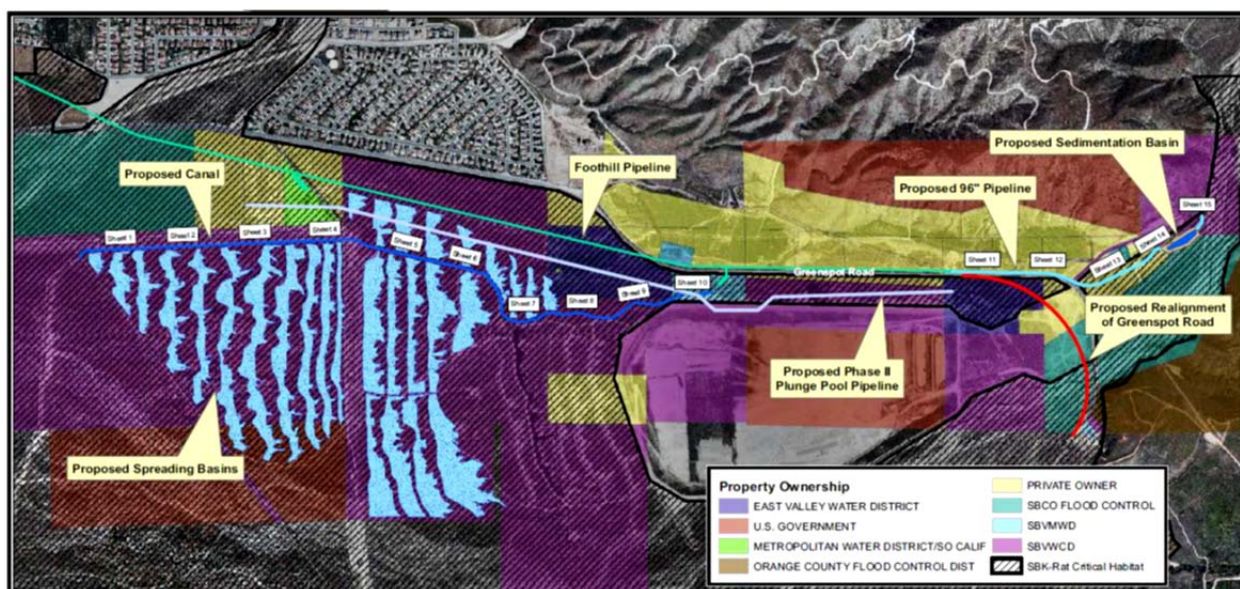 Proposed Sedimentation Basin
Proposed Canal
Foothill Pipeline
Proposed 96" Pipeline
Sheet 1
Sheet 2
Sheet 3
Sheet 4
Sheet 5
Sheet 6
Sheet 7
Sheet 8
Sheet 9
Sheet 10
Greenspot Road
Sheet 11
Sheet 12
Sheet 13
Sheet 14
Sheet 15
Proposed Realignment
of Greenspot Road
Proposed Phase II
Plunge Pool Pipeline
Proposed Spreading Basins
Property Ownership
EAST VALLEY WATER DISTRICT
U.S. GOVERNMENT
METROPOLITAN WATER DISTRICT/SO CALIF
ORANGE COUNTY FLOOD CONTROL DIST
PRIVATE OWNER
SBCO FLOOD CONTROL
SBVMWD
SBVWCD
SBK-Rat Critical Habitat